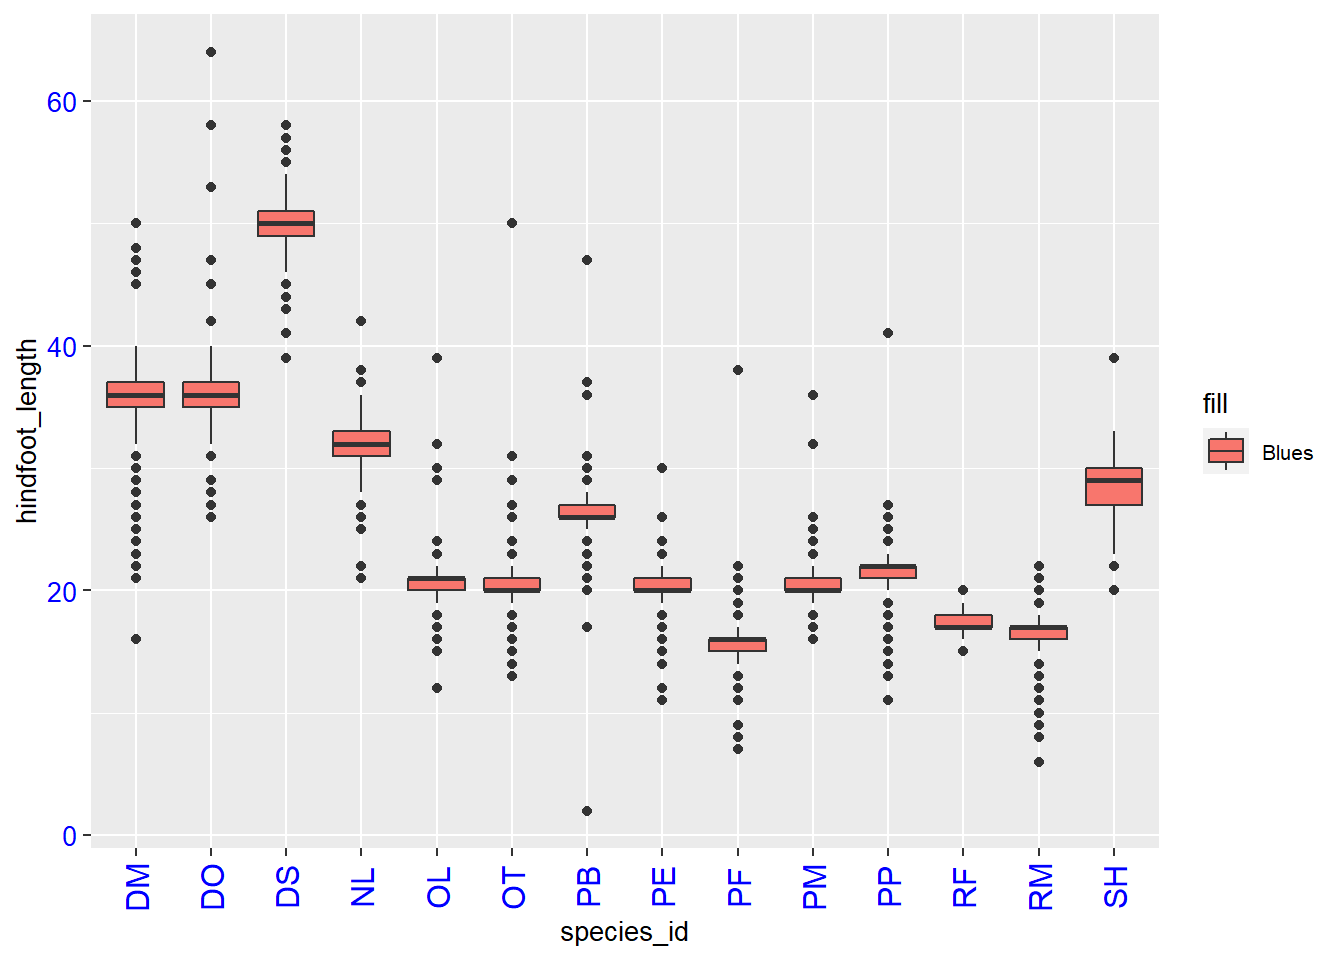 hindfoot_length
60
40
20
0
DM DO DS NL OL OT PB PE PF PM PP RF RM SH
species_id
fill
Blues